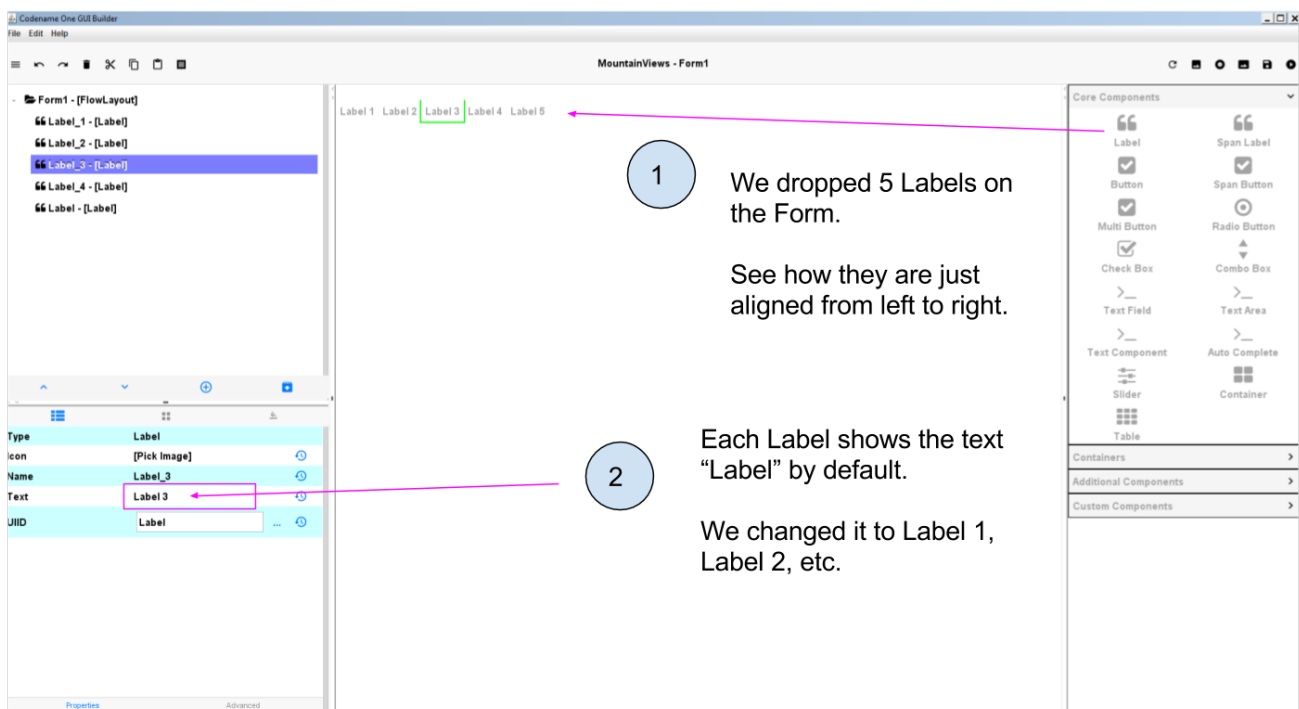 Codename One GUI Builder
File Edit Help
MountainViews - Form1
- Form1 - [FlowLayout]
Label_1 - [Label]
Label_2 - [Label]
Label_3 - [Label]
Label_4 - [Label]
Label - [Label]
Label 1 Label 2 Label 3 Label 4 Label 5
1
We dropped 5 Labels on
the Form.
See how they are just
aligned from left to right.
2
Each Label shows the text
“Label” by default.
We changed it to Label 1,
Label 2, etc.
Type Label
Icon [Pick Image]
Name Label_3
Text Label 3
UIID Label ...
Properties Advanced
Core Components
Label Span Label
Button Span Button
Multi Button Radio Button
Check Box Combo Box
Text Field Text Area
Text Component Auto Complete
Slider Container
Table
Containers
Additional Components
Custom Components